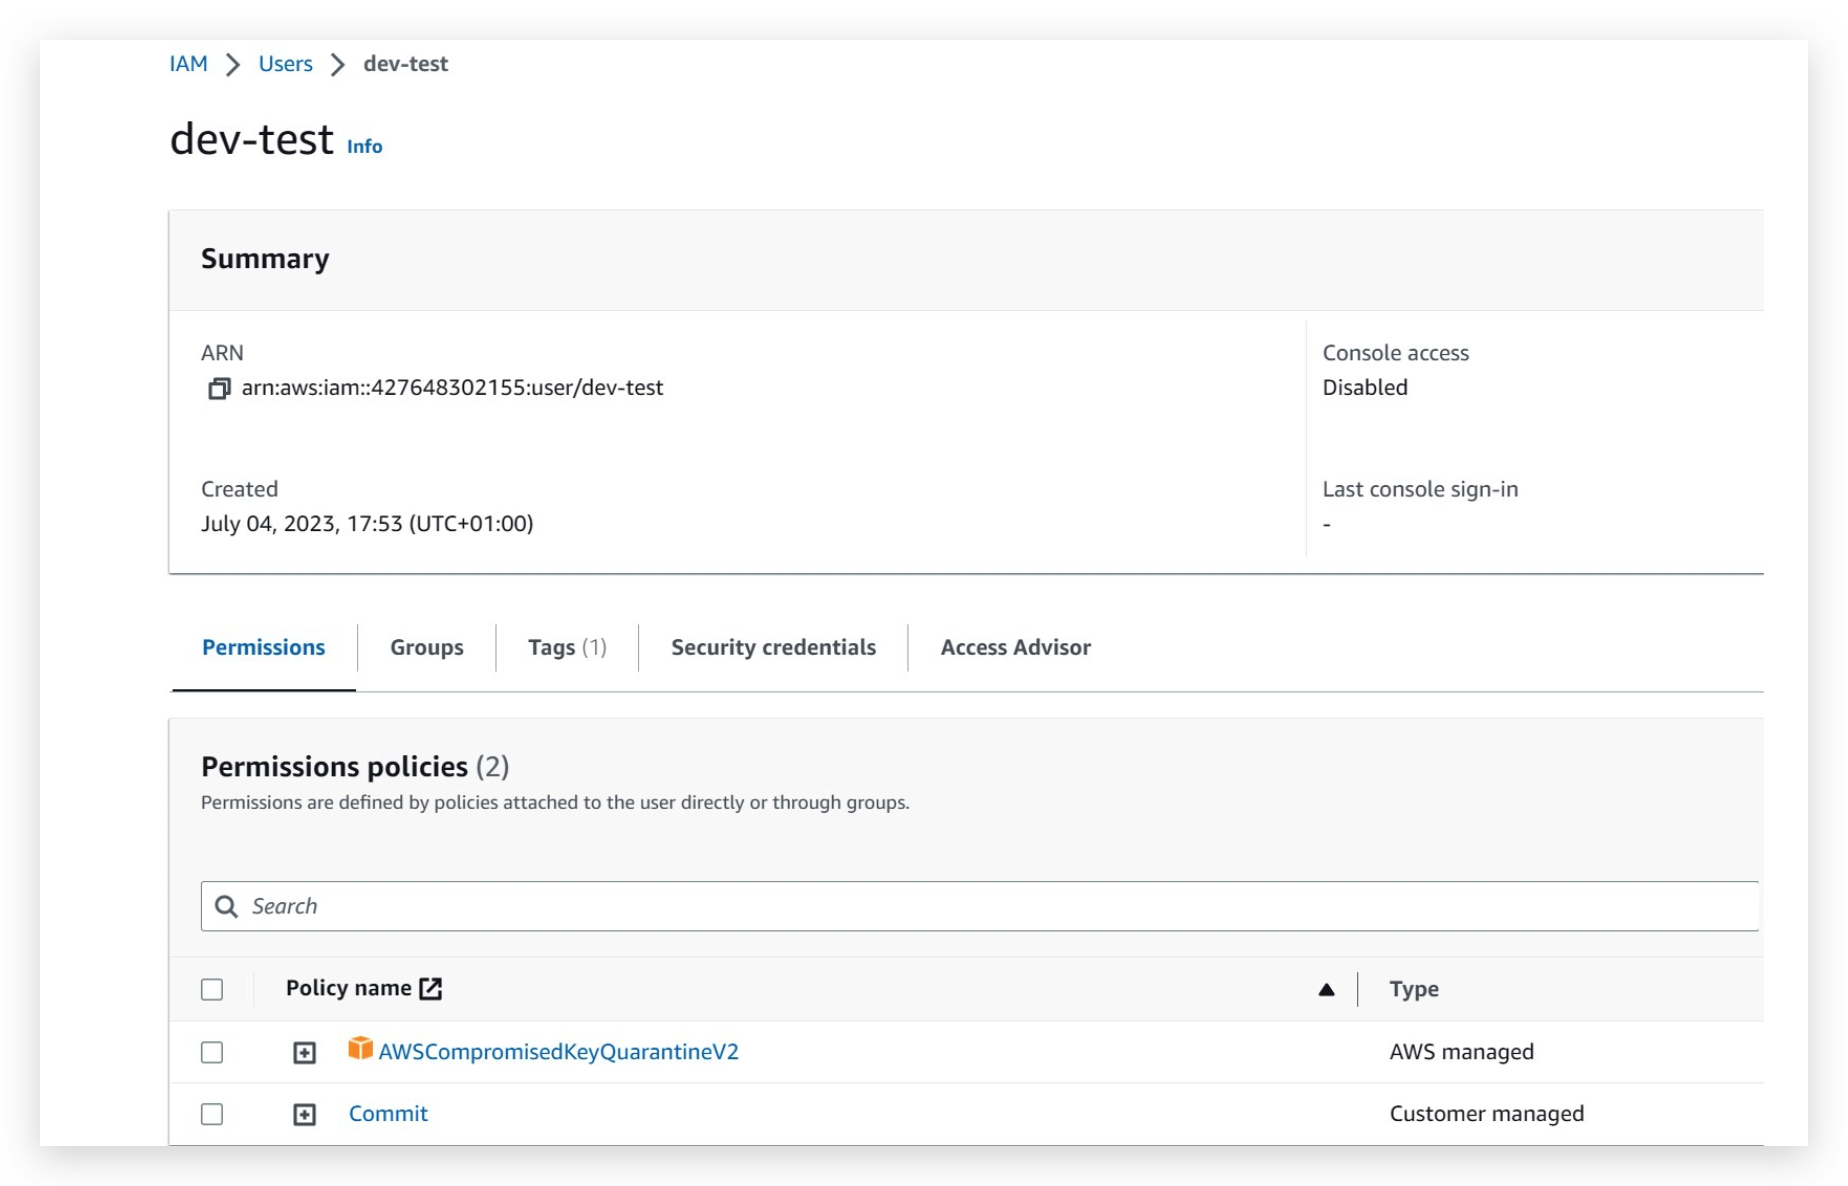 IAM > Users > dev-test
dev-test Info
Summary
ARN
arn:aws:iam::427648302155:user/dev-test
Console access
Disabled
Created
July 04, 2023, 17:53 (UTC+01:00)
Last console sign-in
-
Permissions Groups Tags (1) Security credentials Access Advisor
Permissions policies (2)
Permissions are defined by policies attached to the user directly or through groups.
Search
Policy name Type
AWSCompromisedKeyQuarantineV2 AWS managed
Commit Customer managed